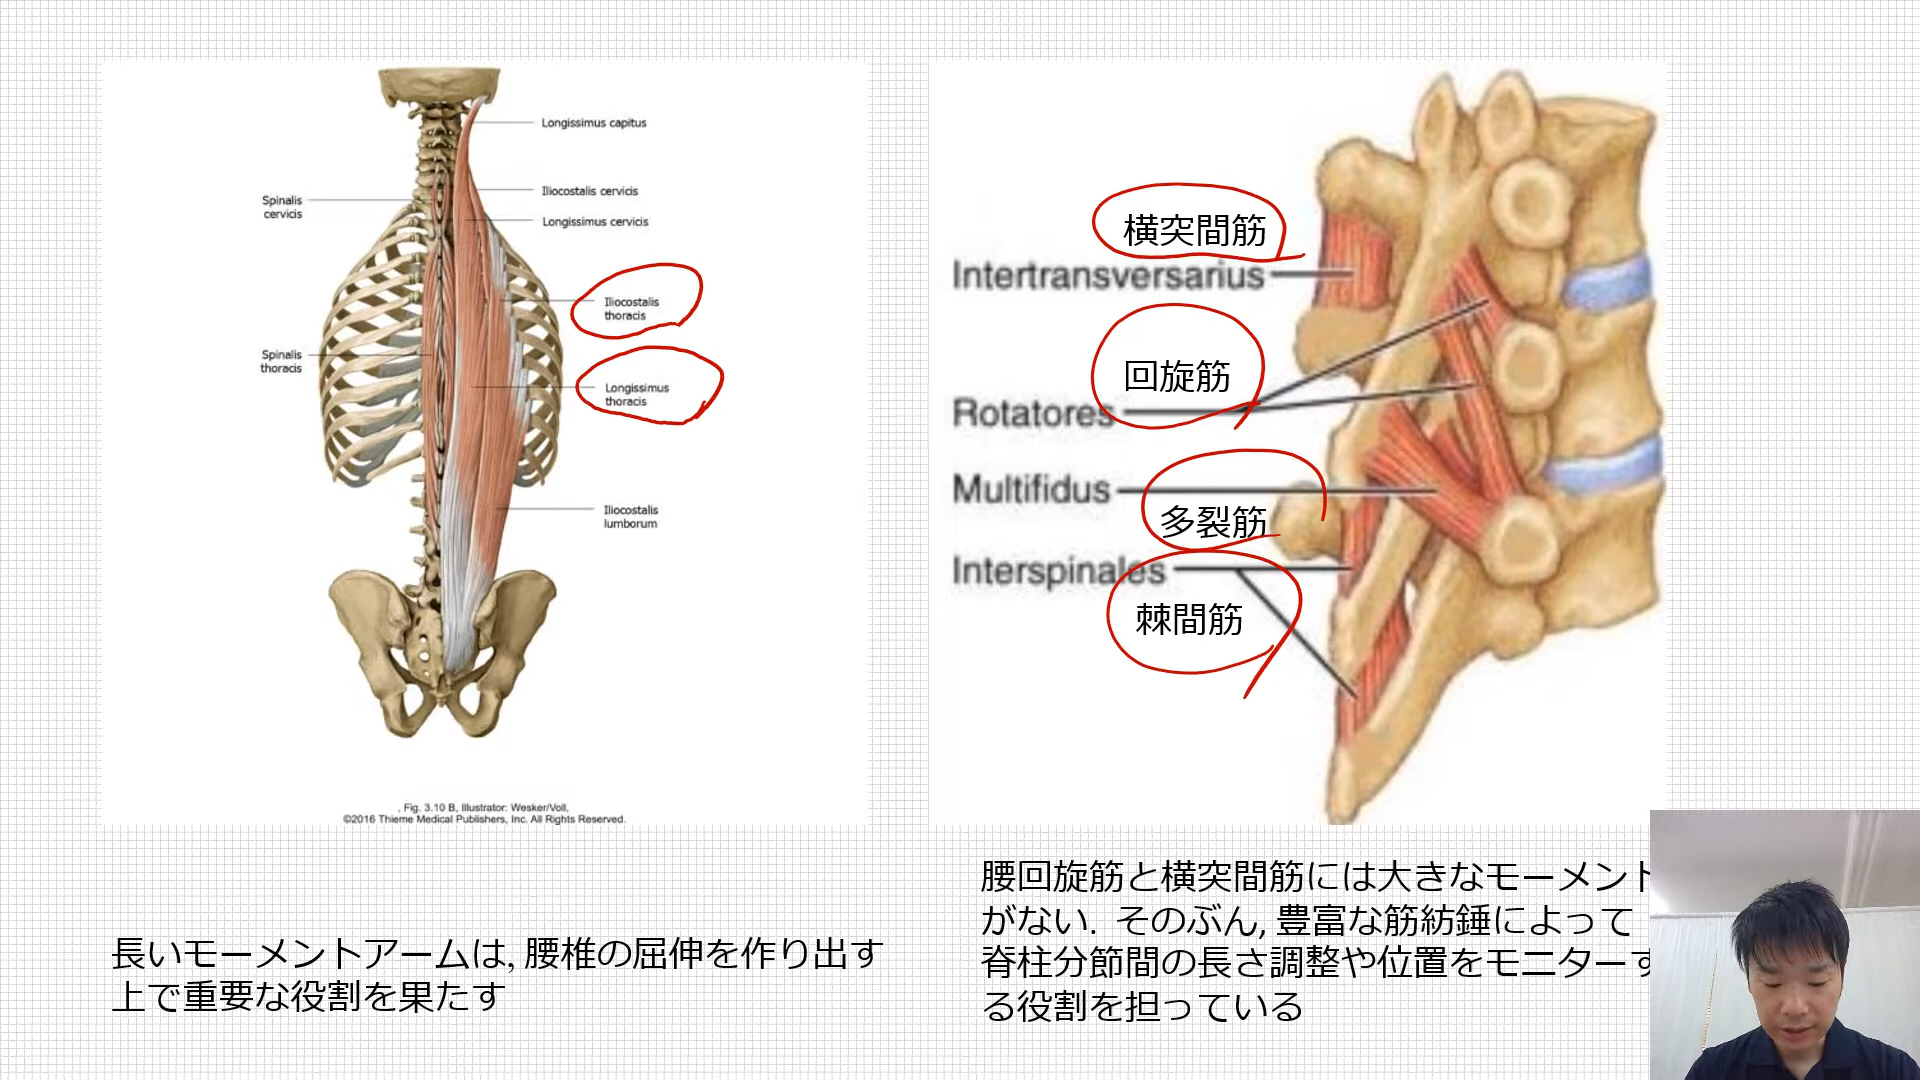 Longissimus capitus
Iliocostalis cervicis
Spinalis
cervicis
Longissimus cervicis
Iliocostalis
thoracis
Spinalis
thoracis
Longissimus
thoracis
Iliocostalis
lumborum
, Fig. 3.10 B, Illustrator: Wesker/Voll,
©2016 Thieme Medical Publishers, Inc. All Rights Reserved.
長いモーメントアームは, 腰椎の屈伸を作り出す
上で重要な役割を果たす
横突間筋
Intertransversarius
回旋筋
Rotatores
Multifidus
多裂筋
Interspinales
棘間筋
腰回旋筋と横突間筋には大きなモーメント
がない. そのぶん, 豊富な筋紡錘によって
脊柱分節間の長さ調整や位置をモニターす
る役割を担っている